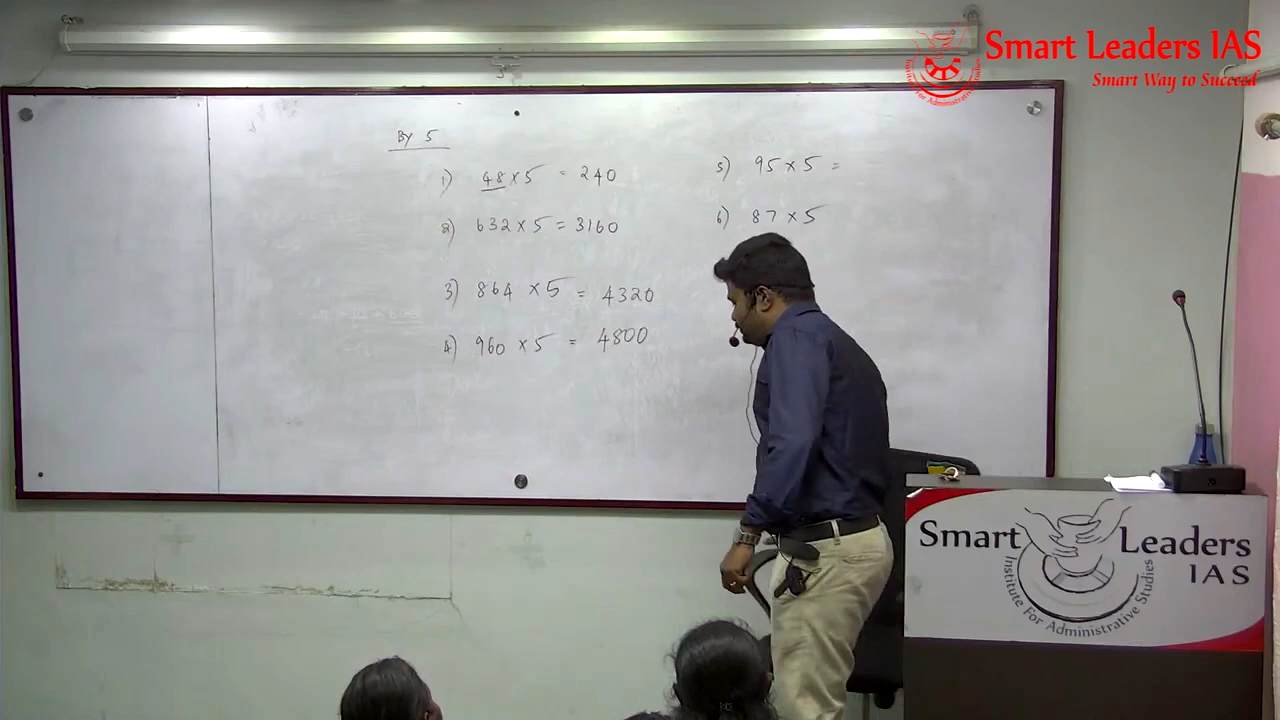 Smart Leaders IAS
Smart Way to Succeed
For Administrative
By 5
1) 48 x 5 = 240
2) 632 x 5 = 3160
3) 864 x 5 = 4320
4) 960 x 5 = 4800
5) 95 x 5 =
6) 87 x 5
Smart Leaders
IAS
Institute For Administrative Studies